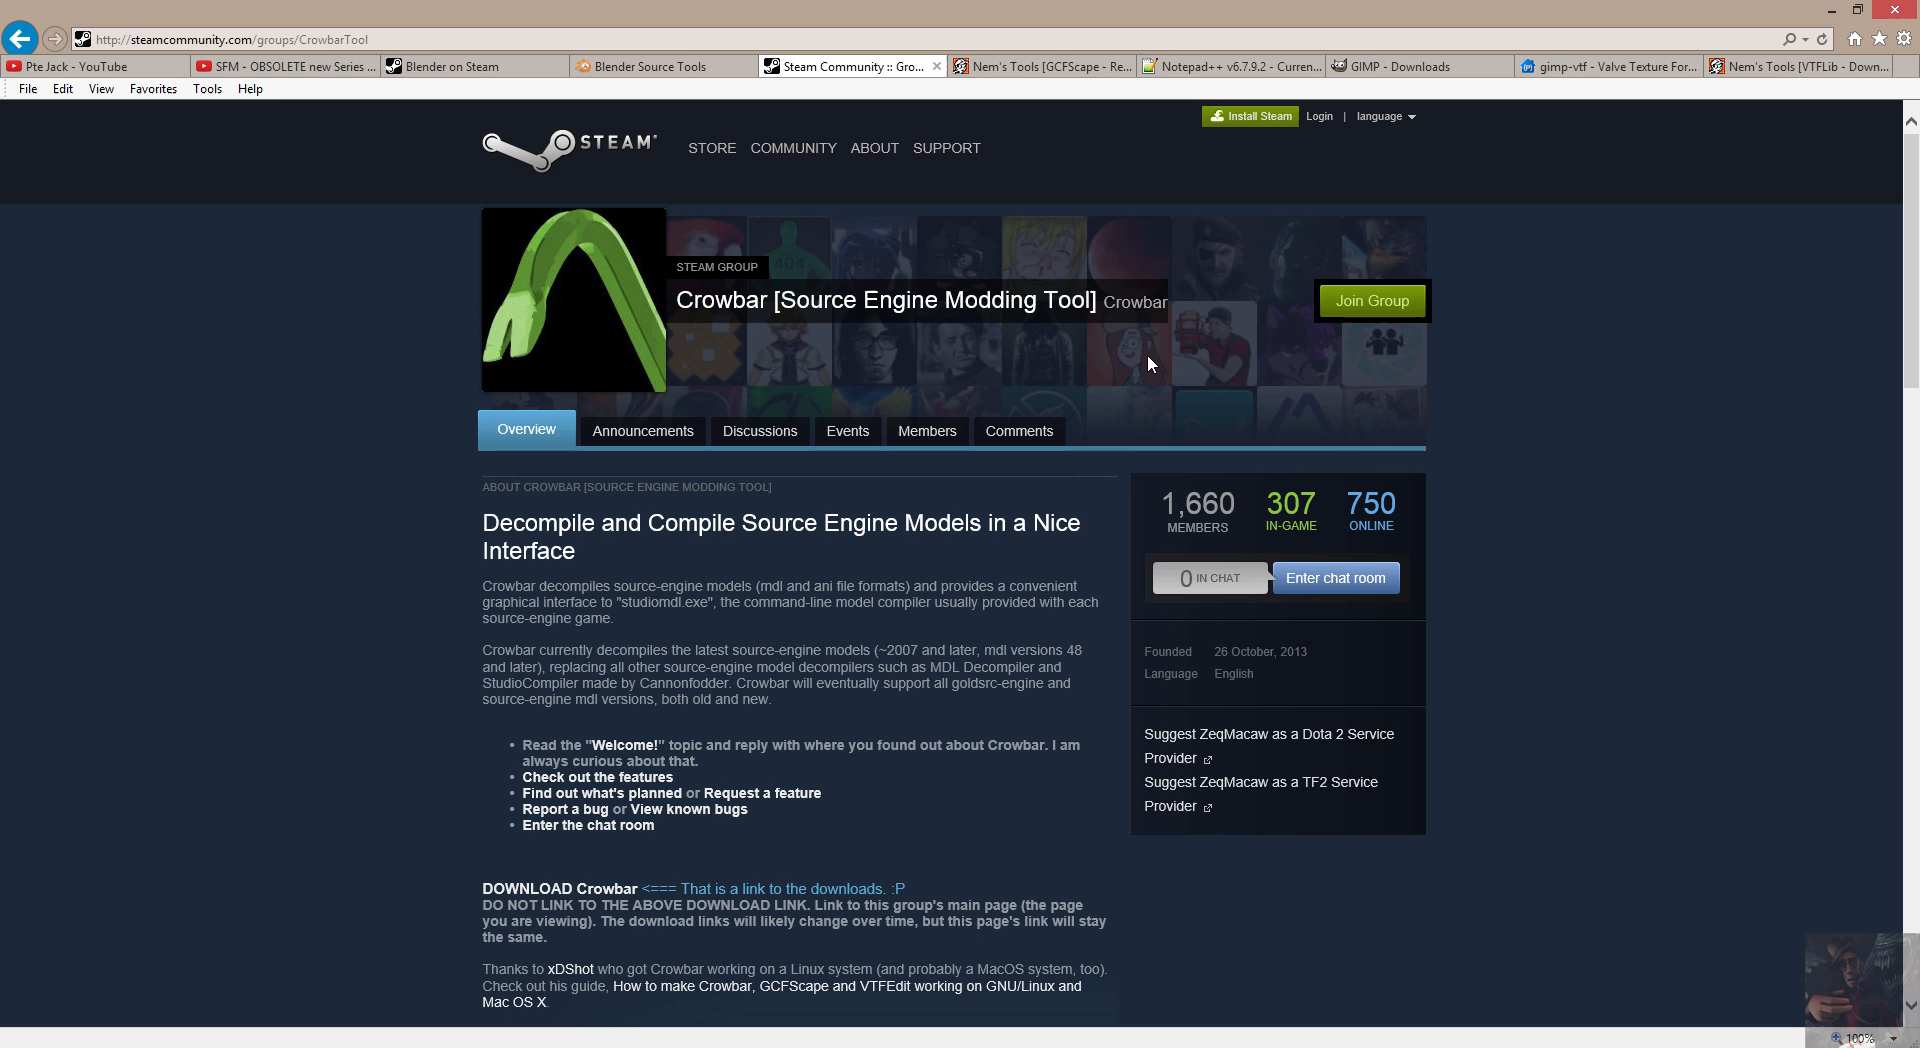 http://steamcommunity.com/groups/CrowbarTool
Pte Jack - YouTube
SFM - OBSOLETE new Series ...
Blender on Steam
Blender Source Tools
Steam Community :: Gro...
Nem's Tools [GCFScape - Re...
Notepad++ v6.7.9.2 - Curren...
GIMP - Downloads
gimp-vtf - Valve Texture For...
Nem's Tools [VTFLib - Down...
File Edit View Favorites Tools Help
Install Steam Login | language
STEAM
STORE COMMUNITY ABOUT SUPPORT
404
STEAM GROUP
Crowbar [Source Engine Modding Tool] Crowbar
Join Group
Overview Announcements Discussions Events Members Comments
ABOUT CROWBAR [SOURCE ENGINE MODDING TOOL]
Decompile and Compile Source Engine Models in a Nice
Interface
Crowbar decompiles source-engine models (mdl and ani file formats) and provides a convenient
graphical interface to "studiomdl.exe", the command-line model compiler usually provided with each
source-engine game.
Crowbar currently decompiles the latest source-engine models (~2007 and later, mdl versions 48
and later), replacing all other source-engine model decompilers such as MDL Decompiler and
StudioCompiler made by Cannonfodder. Crowbar will eventually support all goldsrc-engine and
source-engine mdl versions, both old and new.
• Read the "Welcome!" topic and reply with where you found out about Crowbar. I am
always curious about that.
• Check out the features
• Find out what's planned or Request a feature
• Report a bug or View known bugs
• Enter the chat room
DOWNLOAD Crowbar <=== That is a link to the downloads. :P
DO NOT LINK TO THE ABOVE DOWNLOAD LINK. Link to this group's main page (the page
you are viewing). The download links will likely change over time, but this page's link will stay
the same.
Thanks to xDShot who got Crowbar working on a Linux system (and probably a MacOS system, too).
Check out his guide, How to make Crowbar, GCFScape and VTFEdit working on GNU/Linux and
Mac OS X.
1,660 307 750
MEMBERS IN-GAME ONLINE
0 IN CHAT Enter chat room
Founded 26 October, 2013
Language English
Suggest ZeqMacaw as a Dota 2 Service
Provider
Suggest ZeqMacaw as a TF2 Service
Provider
100%